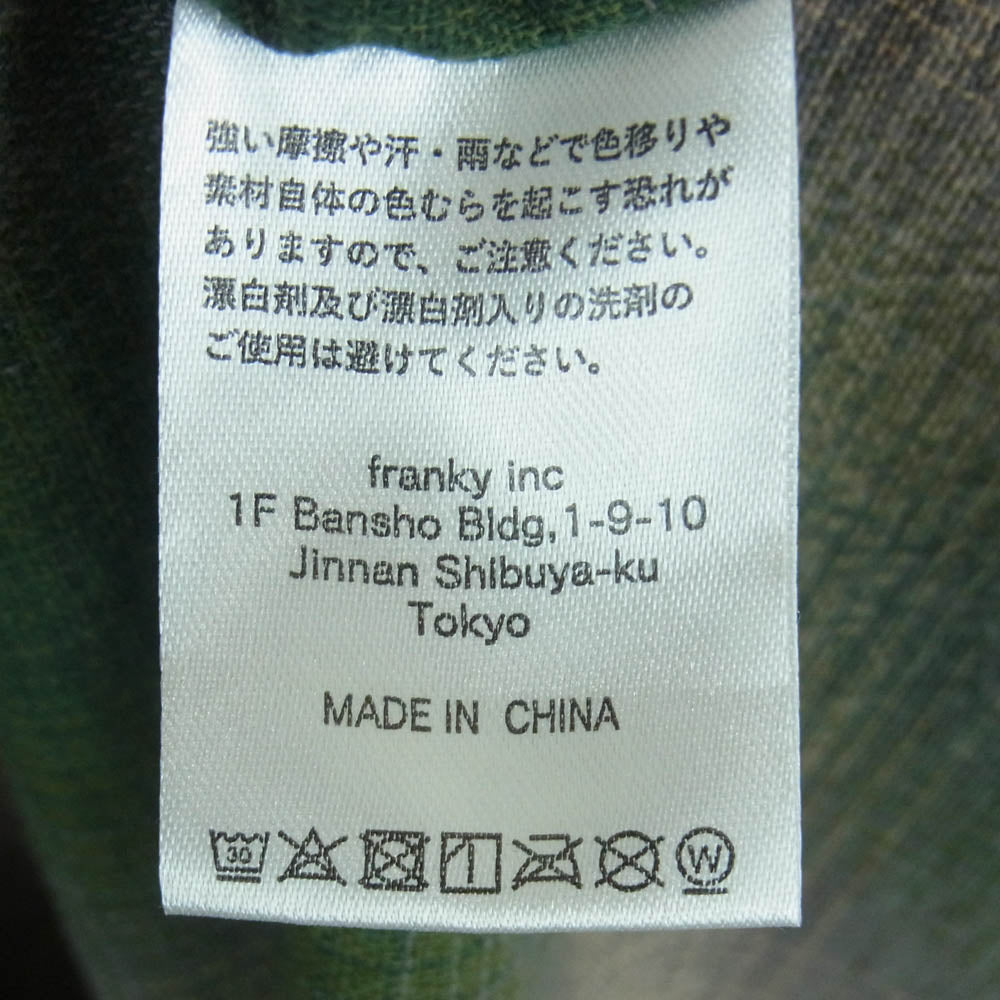 強い摩擦や汗・雨などで色移りや
素材自体の色むらを起こす恐れが
ありますので、ご注意ください。
漂白剤及び漂白剤入りの洗剤の
ご使用は避けてください。
franky inc
1F Bansho Bldg,1-9-10
Jinnan Shibuya-ku
Tokyo
MADE IN CHINA
30 W